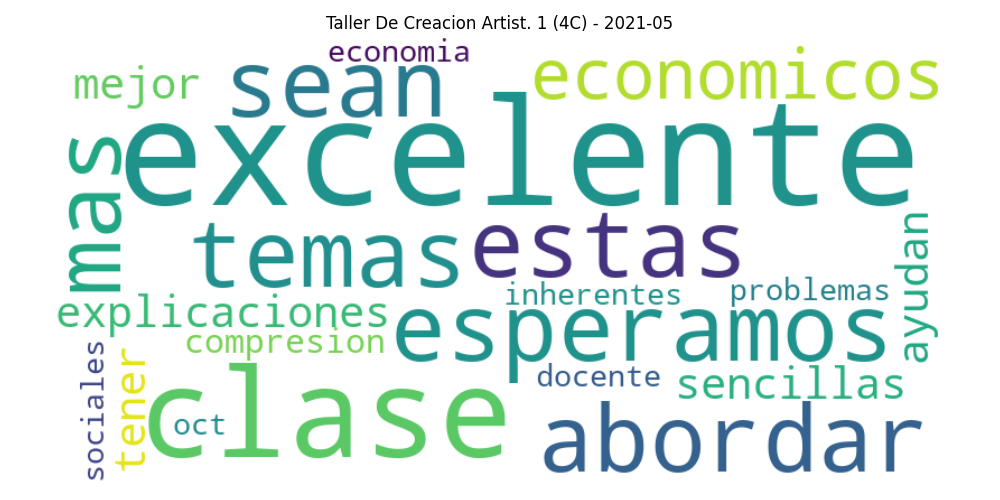 Taller De Creacion Artist. 1 (4C) - 2021-05
economia
mejor
sean
economicos
excelente
mas
temas
estas
ayudan
inherentes
problemas
explicaciones
esperamos
compresion
docente
sencillas
sociales
tener
clase
oct
abordar